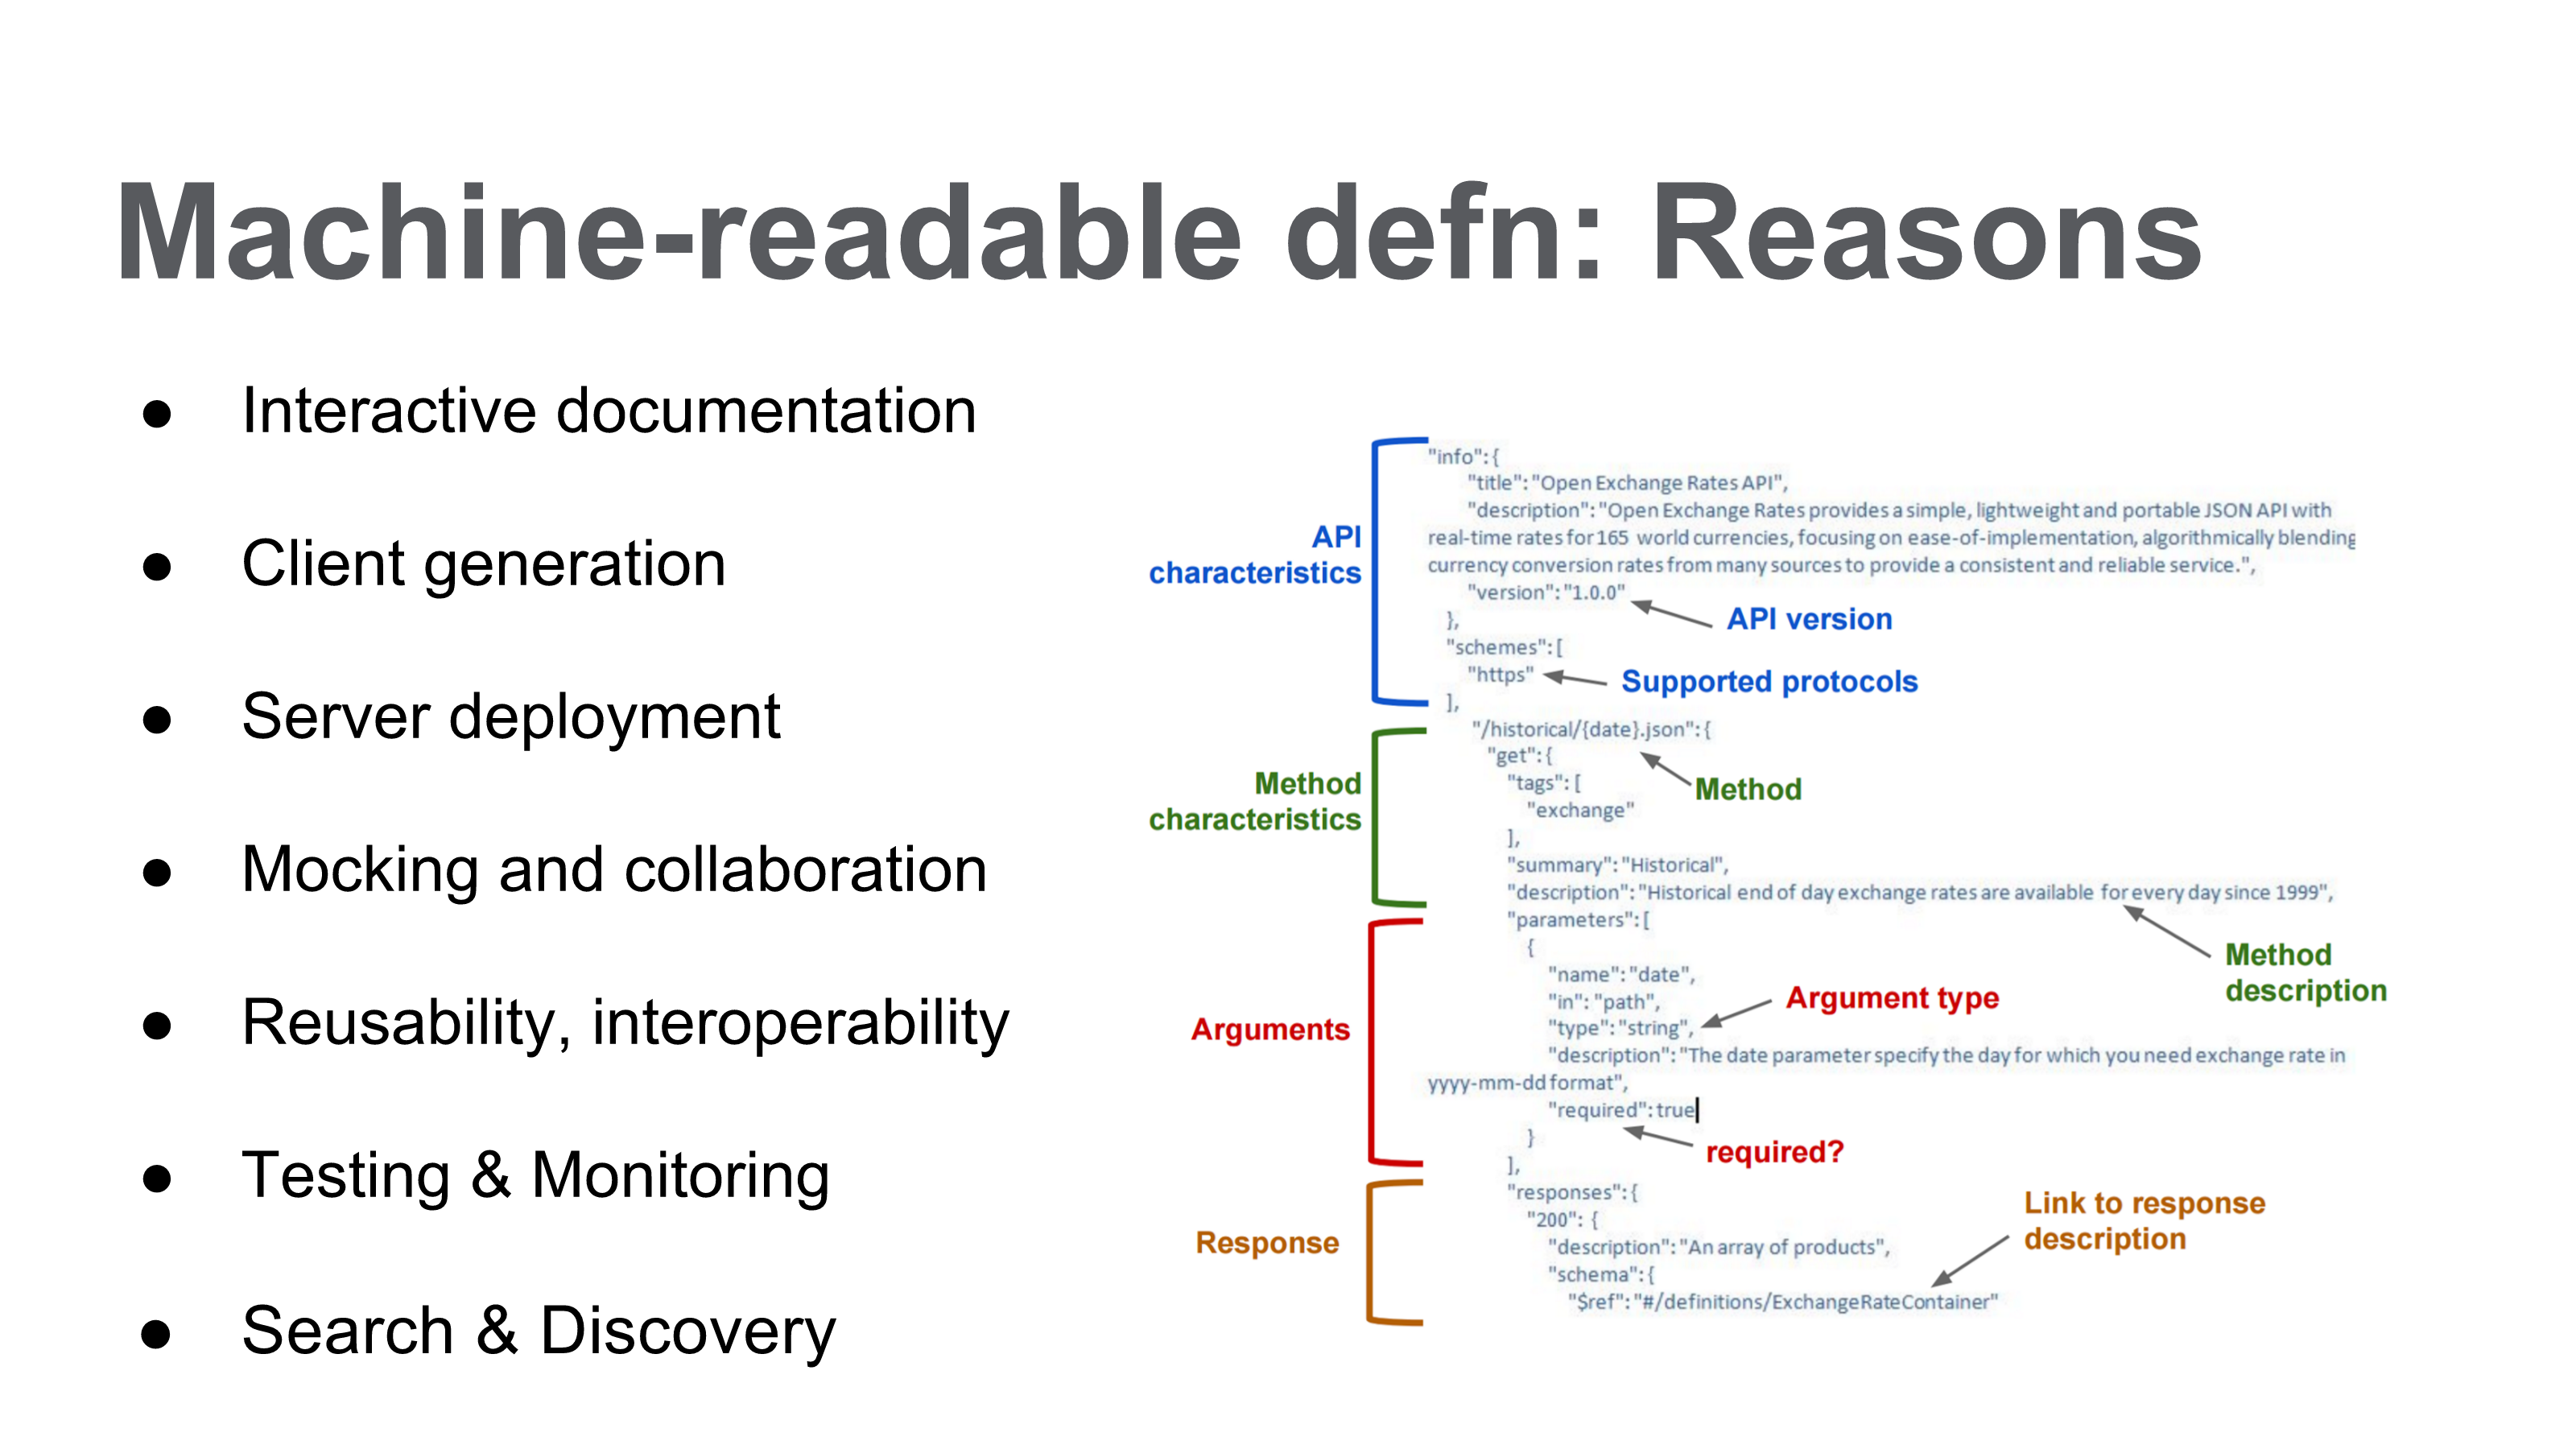 Machine-readable defn: Reasons
● Interactive documentation
● Client generation
● Server deployment
● Mocking and collaboration
● Reusability, interoperability
● Testing & Monitoring
● Search & Discovery
API
characteristics
"info":{
"title":"Open Exchange Rates API",
"description":"Open Exchange Rates provides a simple, lightweight and portable JSON API with
real-time rates for 165 world currencies, focusing on ease-of-implementation, algorithmically blending
currency conversion rates from many sources to provide a consistent and reliable service.",
"version":"1.0.0"
API version
},
"schemes":[
"https"
Supported protocols
],
Method
characteristics
"/historical/{date}.json":{
"get":{
Method
"tags":[
"exchange"
],
"summary":"Historical",
"description":"Historical end of day exchange rates are available for every day since 1999",
Method
description
Arguments
"parameters":[
{
"name":"date",
"in":"path",
"type":"string",
Argument type
"description":"The date parameter specify the day for which you need exchange rate in
yyyy-mm-dd format",
"required":true
required?
}
],
Response
"responses":{
"200": {
"description":"An array of products",
"schema":{
"$ref":"#/definitions/ExchangeRateContainer"
Link to response
description